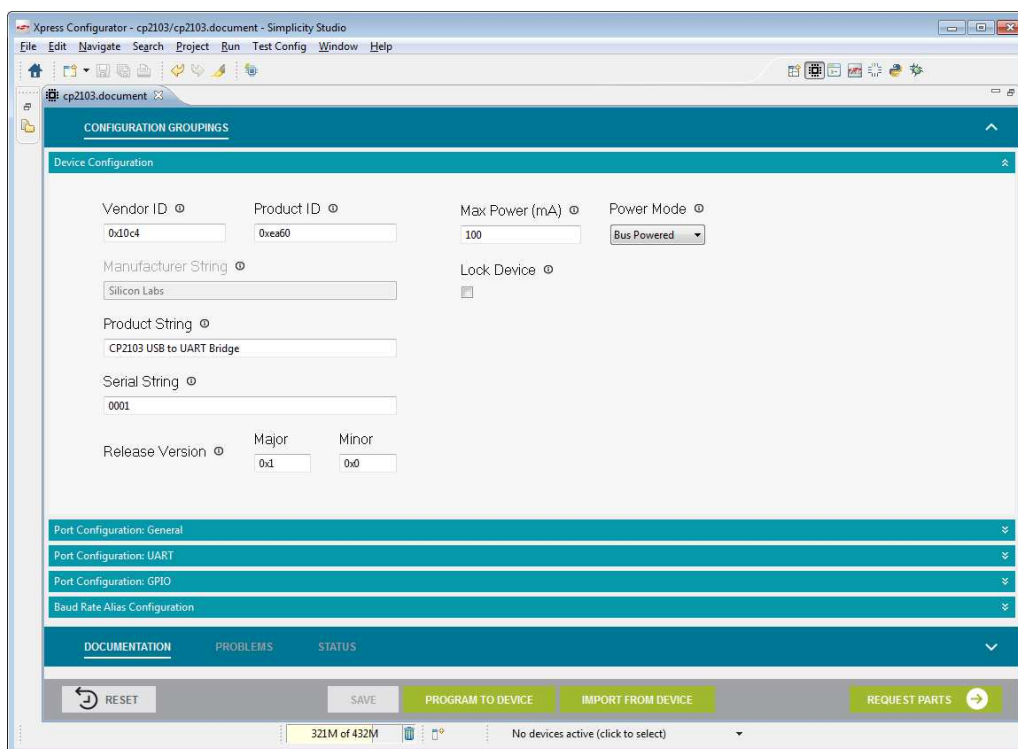 Xpress Configurator - cp2103/cp2103.document - Simplicity Studio
File Edit Navigate Search Project Run Test Config Window Help
cp2103.document
CONFIGURATION GROUPINGS
Device Configuration
Vendor ID Product ID Max Power (mA) Power Mode
0x10c4 0xea60 100 Bus Powered
Manufacturer String Lock Device
Silicon Labs
Product String
CP2103 USB to UART Bridge
Serial String
0001
Major Minor
Release Version
0x1 0x0
Port Configuration: General
Port Configuration: UART
Port Configuration: GPIO
Baud Rate Alias Configuration
DOCUMENTATION PROBLEMS STATUS
RESET SAVE PROGRAM TO DEVICE IMPORT FROM DEVICE REQUEST PARTS
321M of 432M No devices active (click to select)